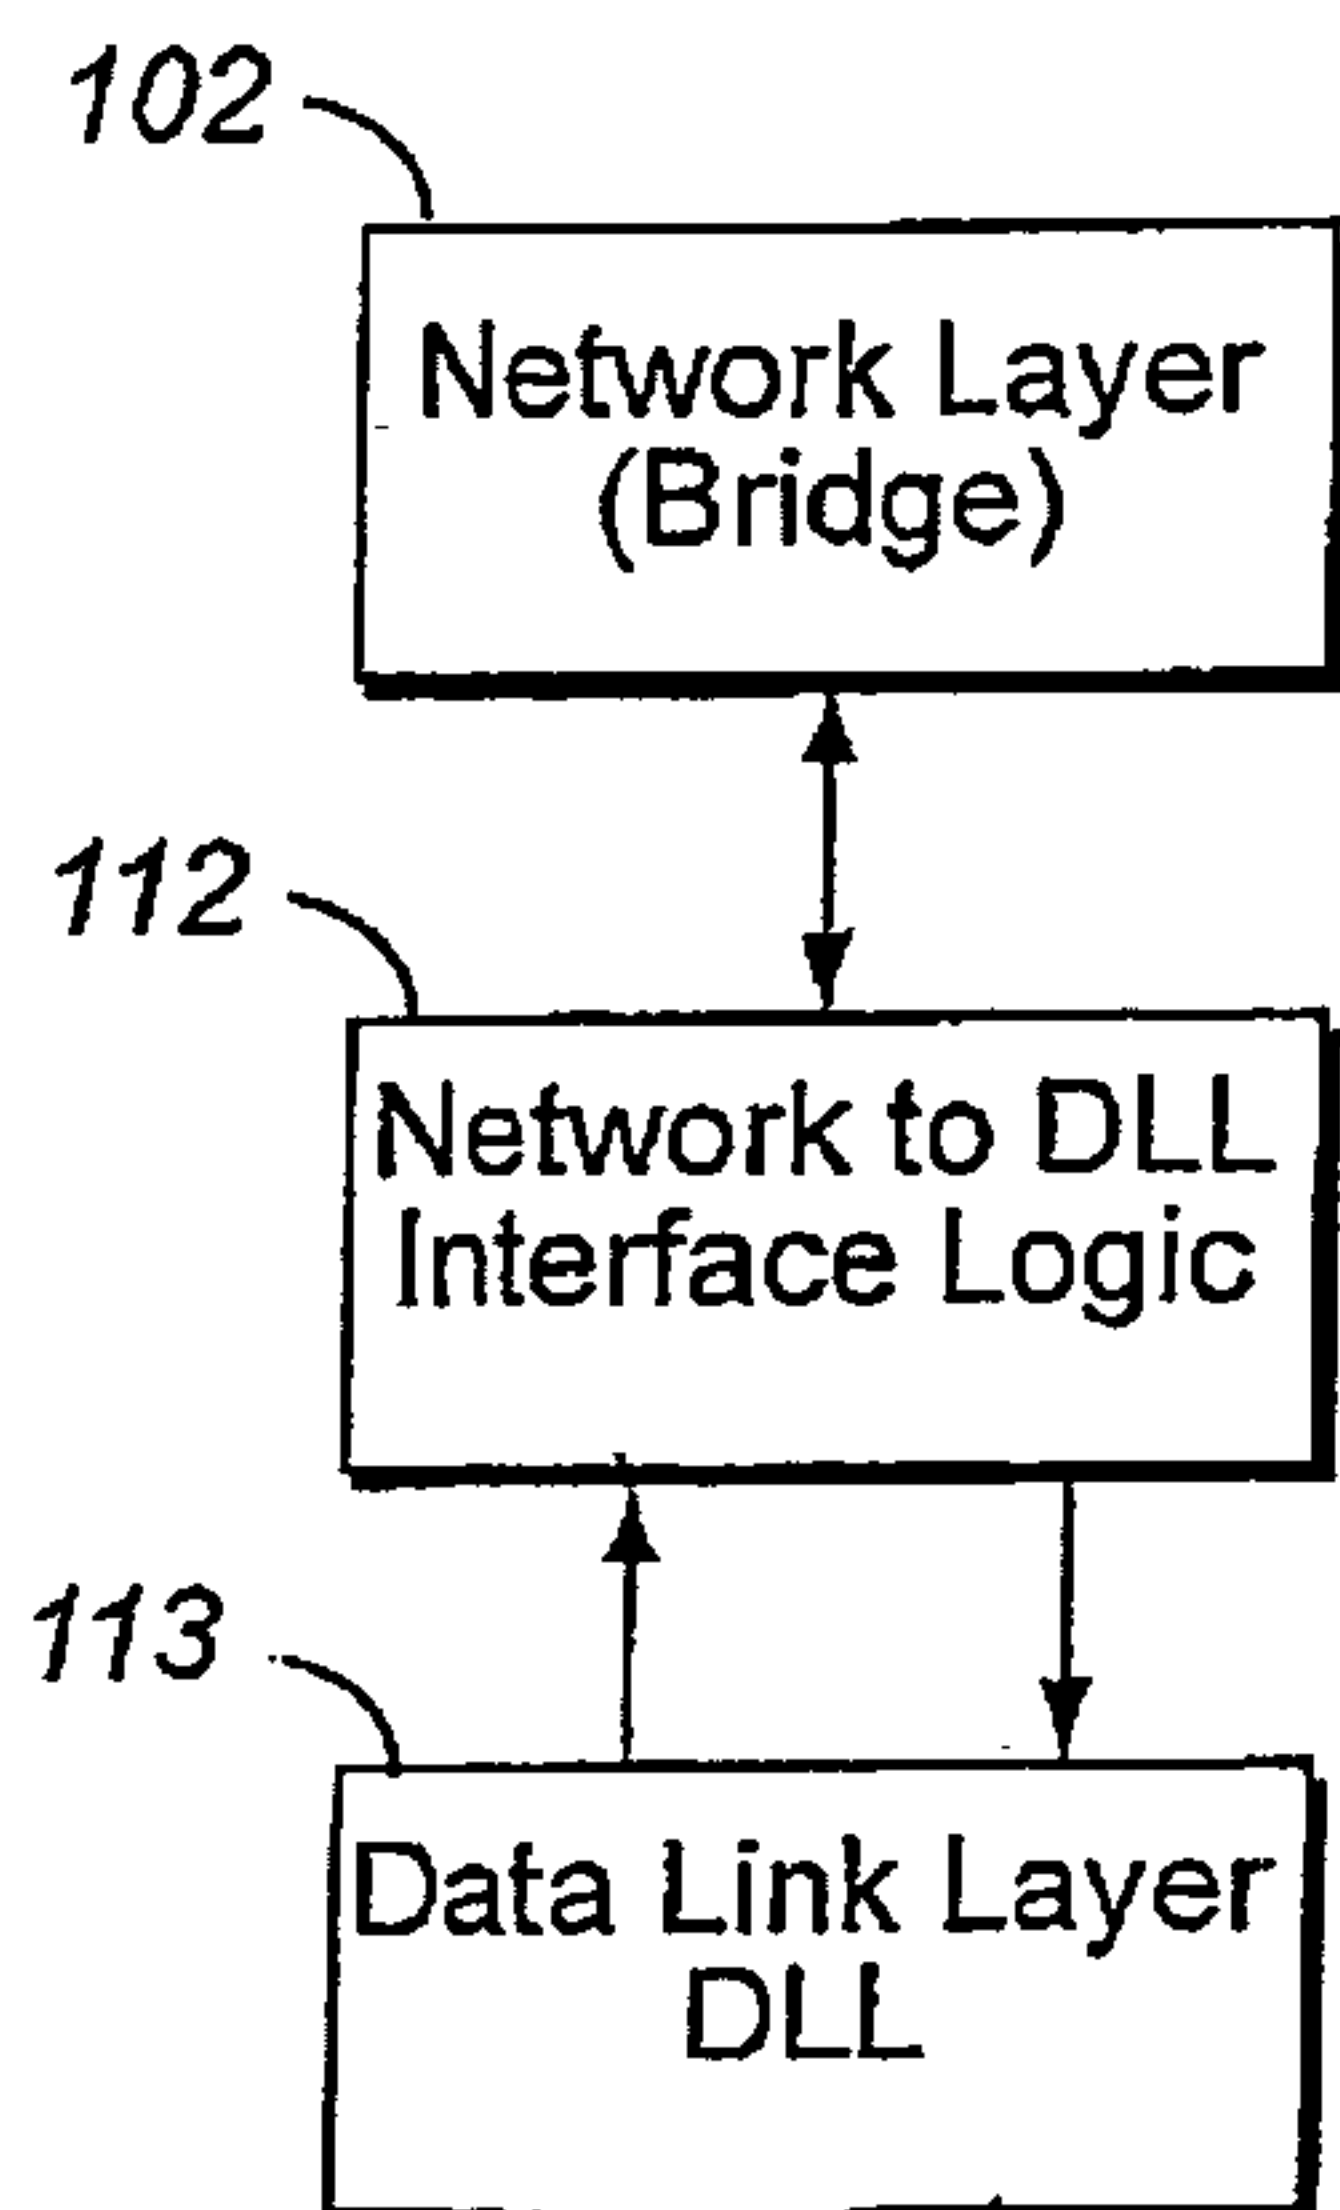 102
Network Layer
(Bridge)
112
Network to DLL
Interface Logic
113
Data Link Layer
DLL